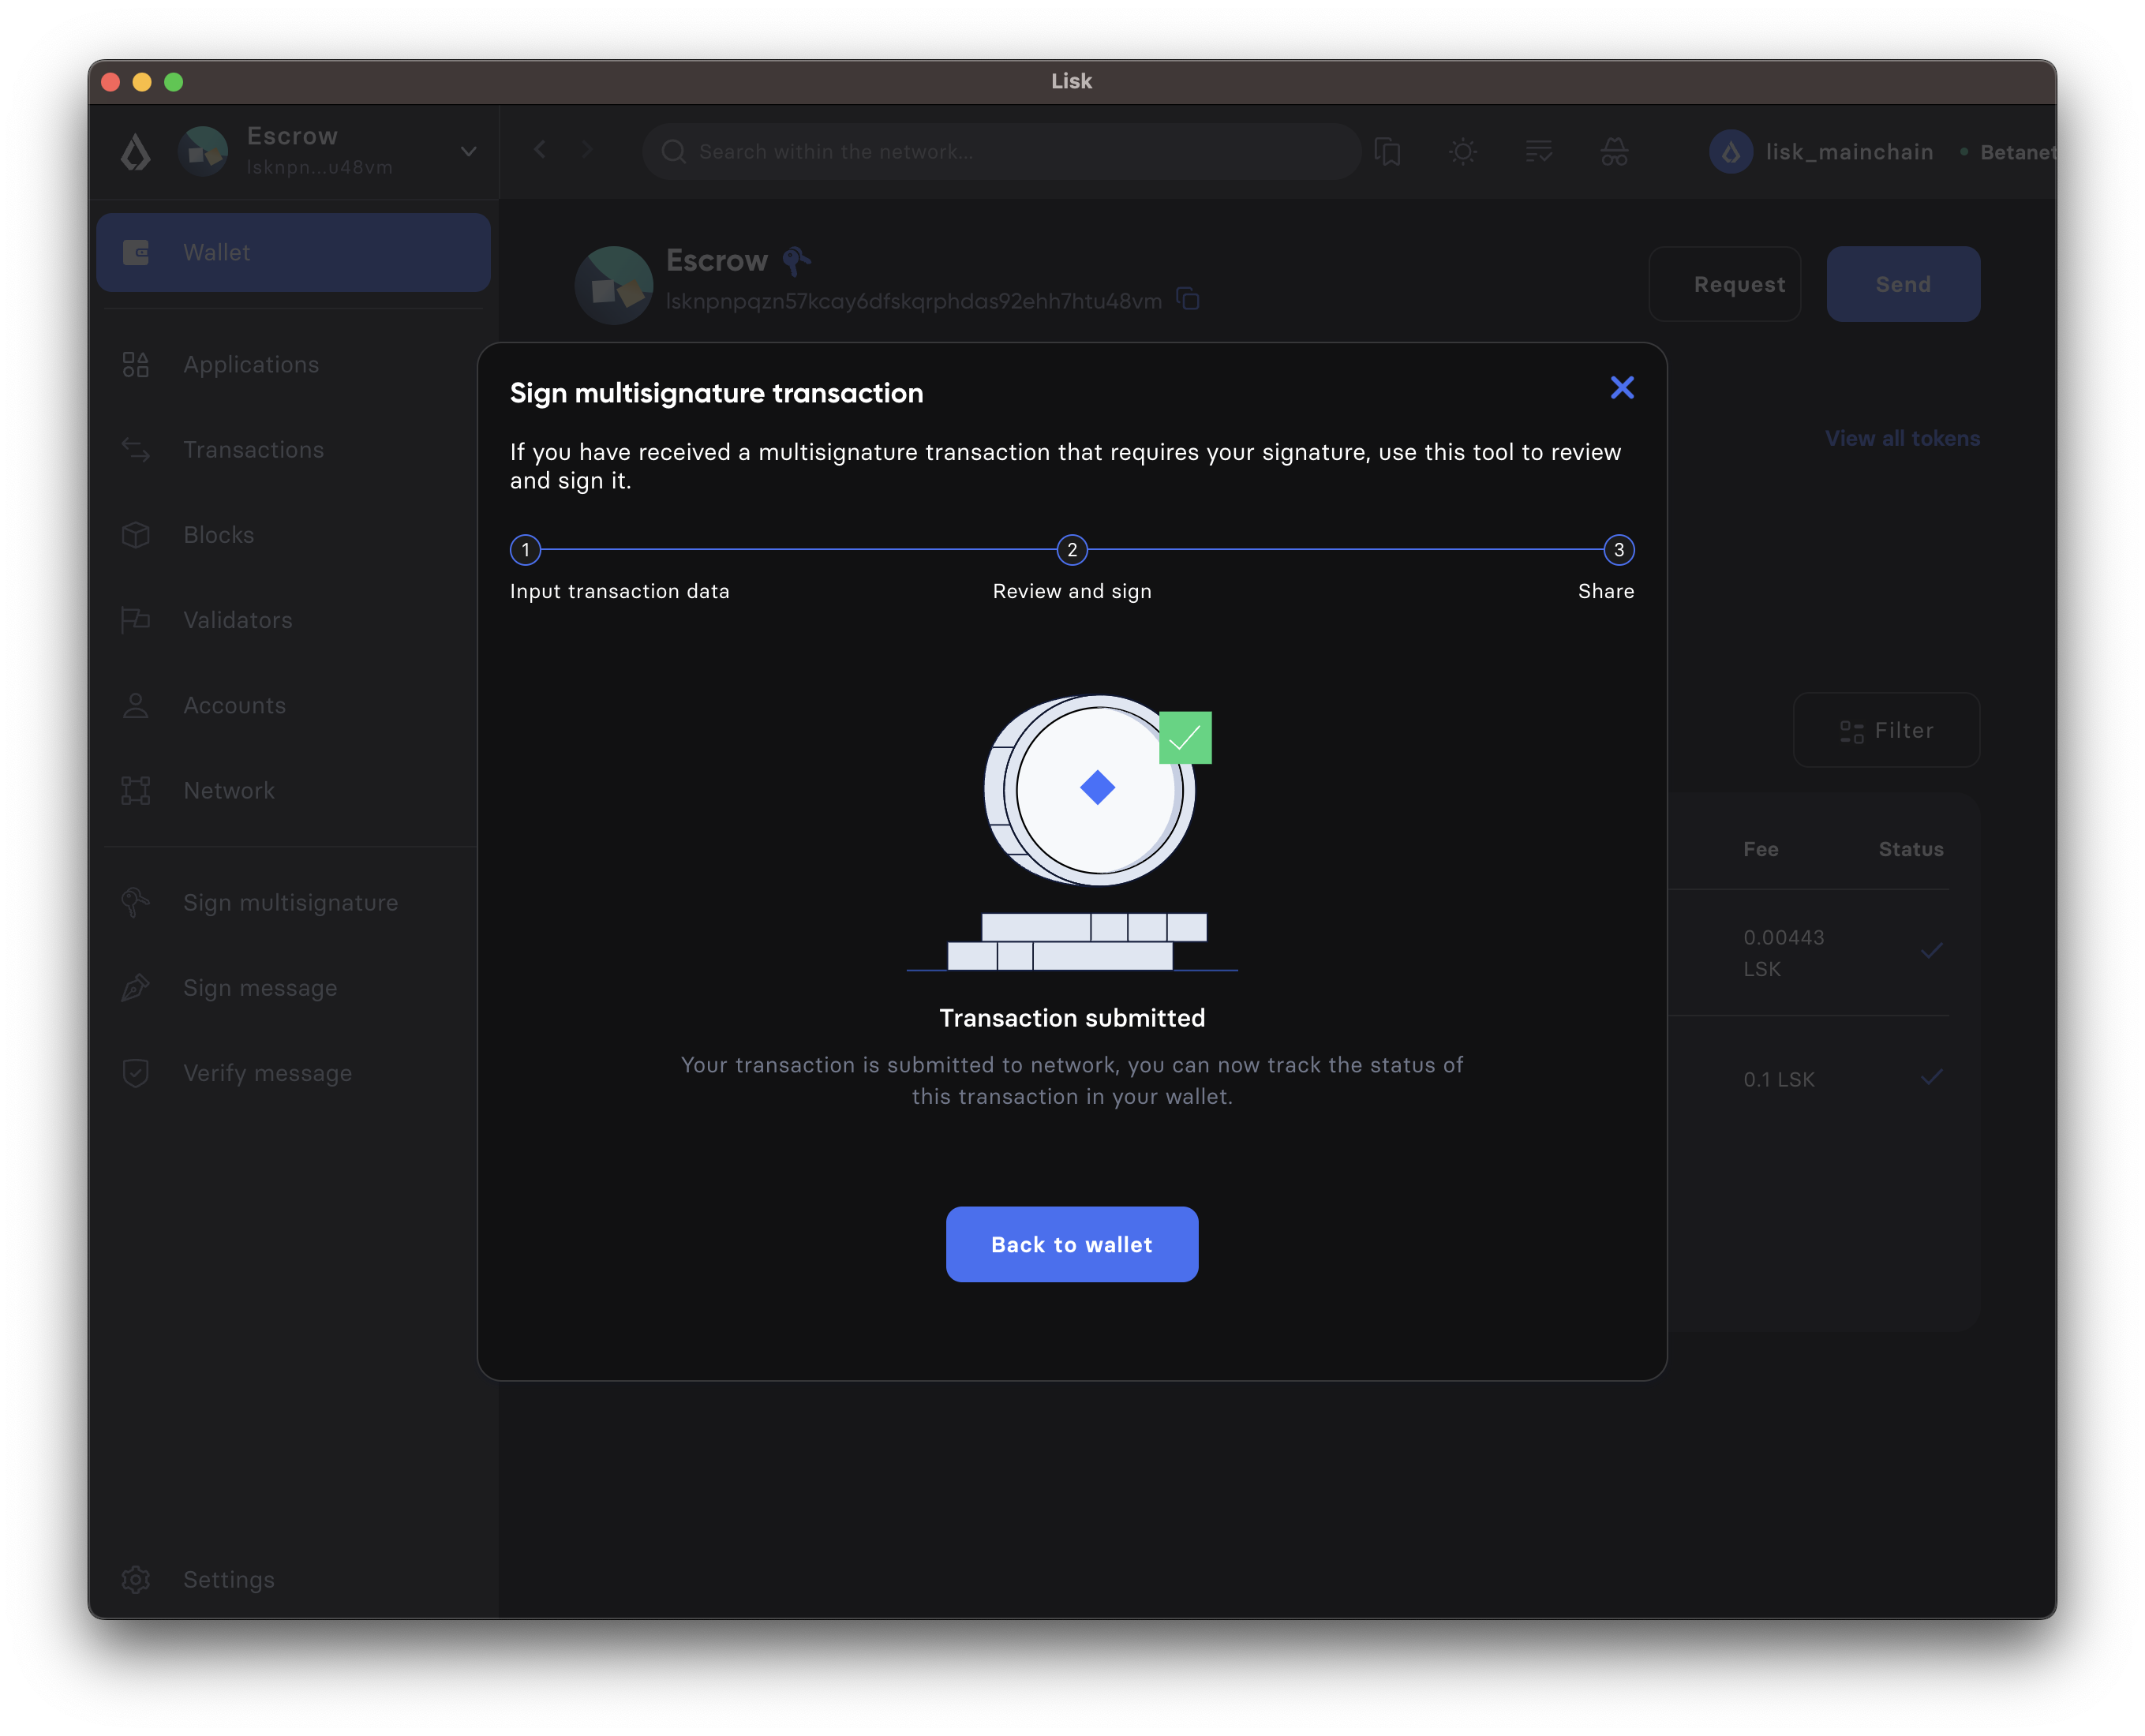 Lisk
Escrow
lsknpn...u48vm
Search within the network...
lisk_mainchain
Betanet
Wallet
Applications
Transactions
Blocks
Validators
Accounts
Network
Sign multisignature
Sign message
Verify message
Settings
Escrow
lsknpnpqzn57kcay6dfskqrphdas92ehh7htu48vm
Request
Send
View all tokens
Filter
Fee
Status
0.00443
LSK
0.1 LSK
Sign multisignature transaction
If you have received a multisignature transaction that requires your signature, use this tool to review
and sign it.
1
2
3
Input transaction data
Review and sign
Share
Transaction submitted
Your transaction is submitted to network, you can now track the status of
this transaction in your wallet.
Back to wallet